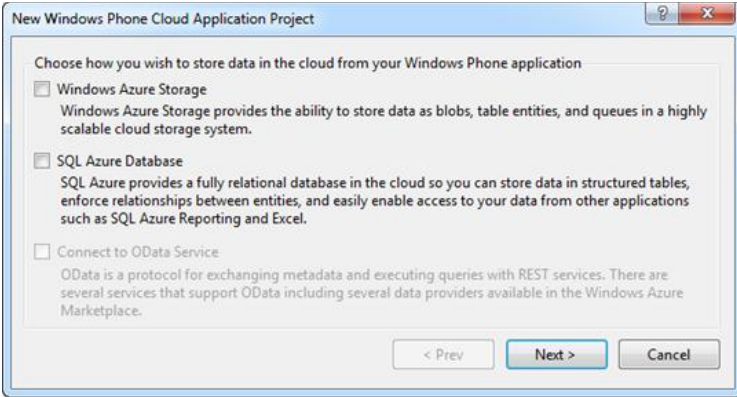 New Windows Phone Cloud Application Project
Choose how you wish to store data in the cloud from your Windows Phone application
Windows Azure Storage
Windows Azure Storage provides the ability to store data as blobs, table entities, and queues in a highly
scalable cloud storage system.
SQL Azure Database
SQL Azure provides a fully relational database in the cloud so you can store data in structured tables,
enforce relationships between entities, and easily enable access to your data from other applications
such as SQL Azure Reporting and Excel.
Connect to OData Service
OData is a protocol for exchanging metadata and executing queries with REST services. There are
several services that support OData including several data providers available in the Windows Azure
Marketplace.
< Prev Next > Cancel